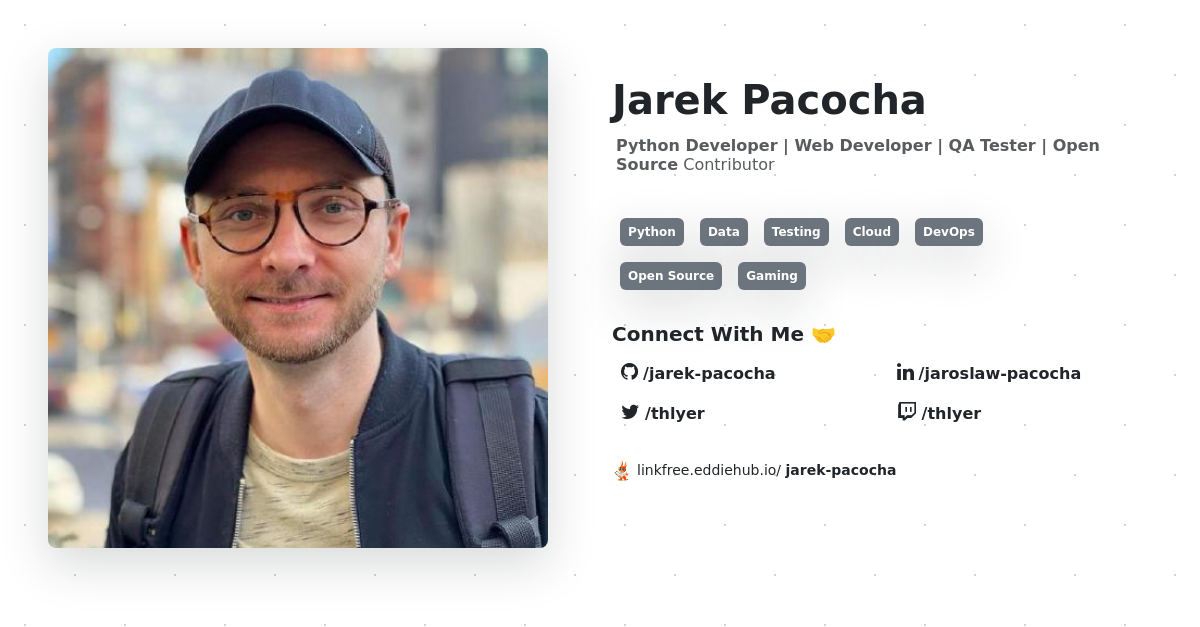 Jarek Pacocha
Python Developer | Web Developer | QA Tester | Open
Source Contributor
Python Data Testing Cloud DevOps
Open Source Gaming
Connect With Me 🤝
/jarek-pacocha
/jaroslaw-pacocha
/thlyer
/thlyer
linkfree.eddiehub.io/ jarek-pacocha